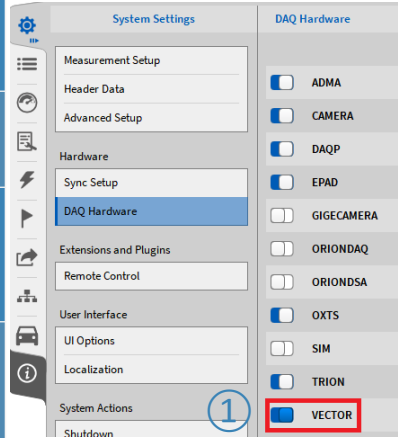 System Settings
DAQ Hardware
Measurement Setup
Header Data
Advanced Setup
Hardware
Sync Setup
DAQ Hardware
Extensions and Plugins
Remote Control
User Interface
UI Options
Localization
System Actions
Shutdown
ADMA
CAMERA
DAQP
EPAD
GIGECAMERA
ORIONDAQ
ORIONDSA
OXTS
SIM
TRION
1
VECTOR